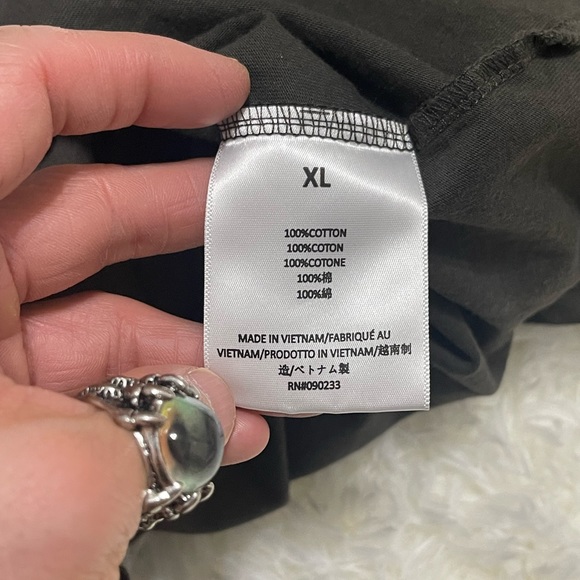 XL
100%COTTON
100%COTON
100%COTONE
100%棉
100%綿
MADE IN VIETNAM/FABRIQUÉ AU
VIETNAM/PRODOTTO IN VIETNAM/越南制
造/ベトナム製
RN#090233